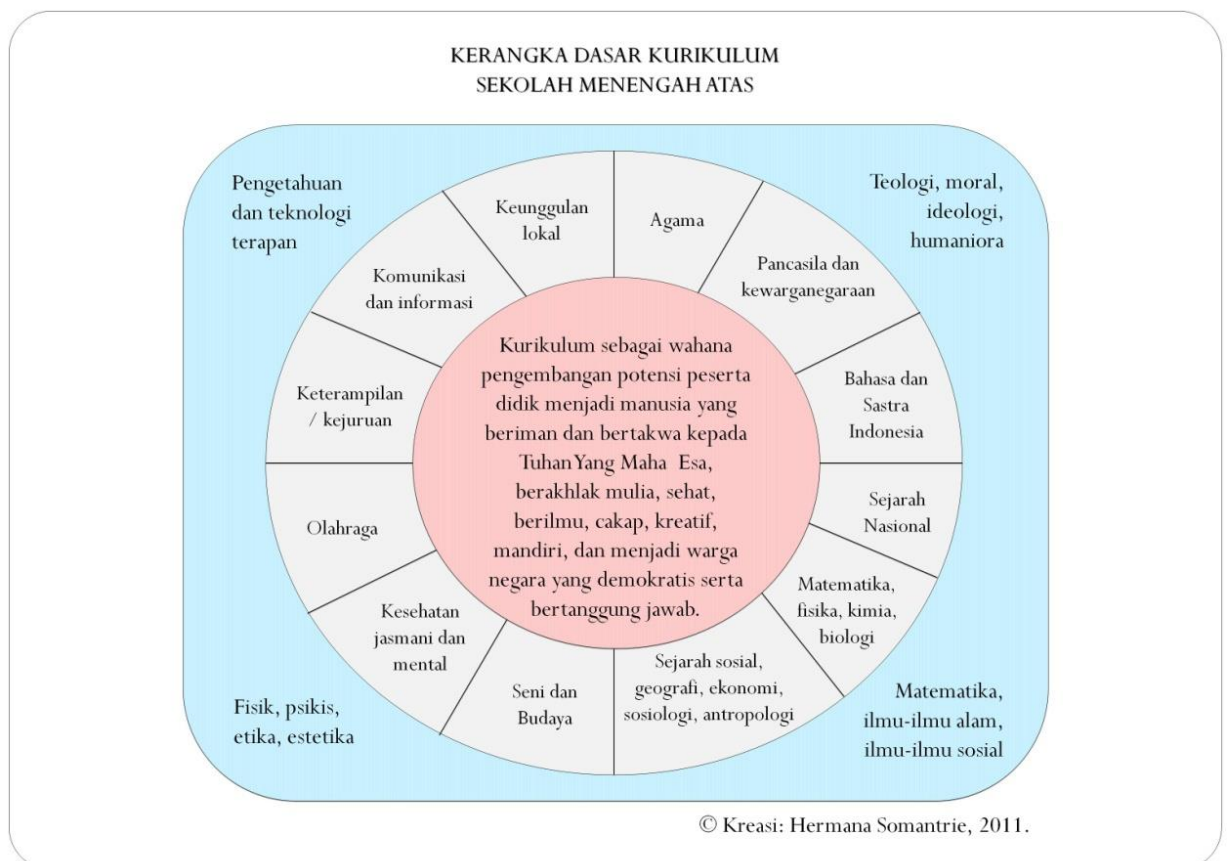 KERANGKA DASAR KURIKULUM
SEKOLAH MENENGAH ATAS
Pengetahuan
dan teknologi
terapan
Teologi, moral,
ideologi,
humaniora
Keunggulan
lokal
Agama
Pancasila dan
kewarganegaraan
Bahasa dan
Sastra
Indonesia
Sejarah
Nasional
Matematika,
fisika, kimia,
biologi
Sejarah sosial,
geografi, ekonomi,
sosiologi, antropologi
Seni dan
Budaya
Kesehatan
jasmani dan
mental
Olahraga
Keterampilan
/ kejuruan
Komunikasi
dan informasi
Kurikulum sebagai wahana
pengembangan potensi peserta
didik menjadi manusia yang
beriman dan bertakwa kepada
Tuhan Yang Maha Esa,
berakhlak mulia, sehat,
berilmu, cakap, kreatif,
mandiri, dan menjadi warga
negara yang demokratis serta
bertanggung jawab.
Fisik, psikis,
etika, estetika
Matematika,
ilmu-ilmu alam,
ilmu-ilmu sosial
© Kreasi: Hermana Somantrie, 2011.